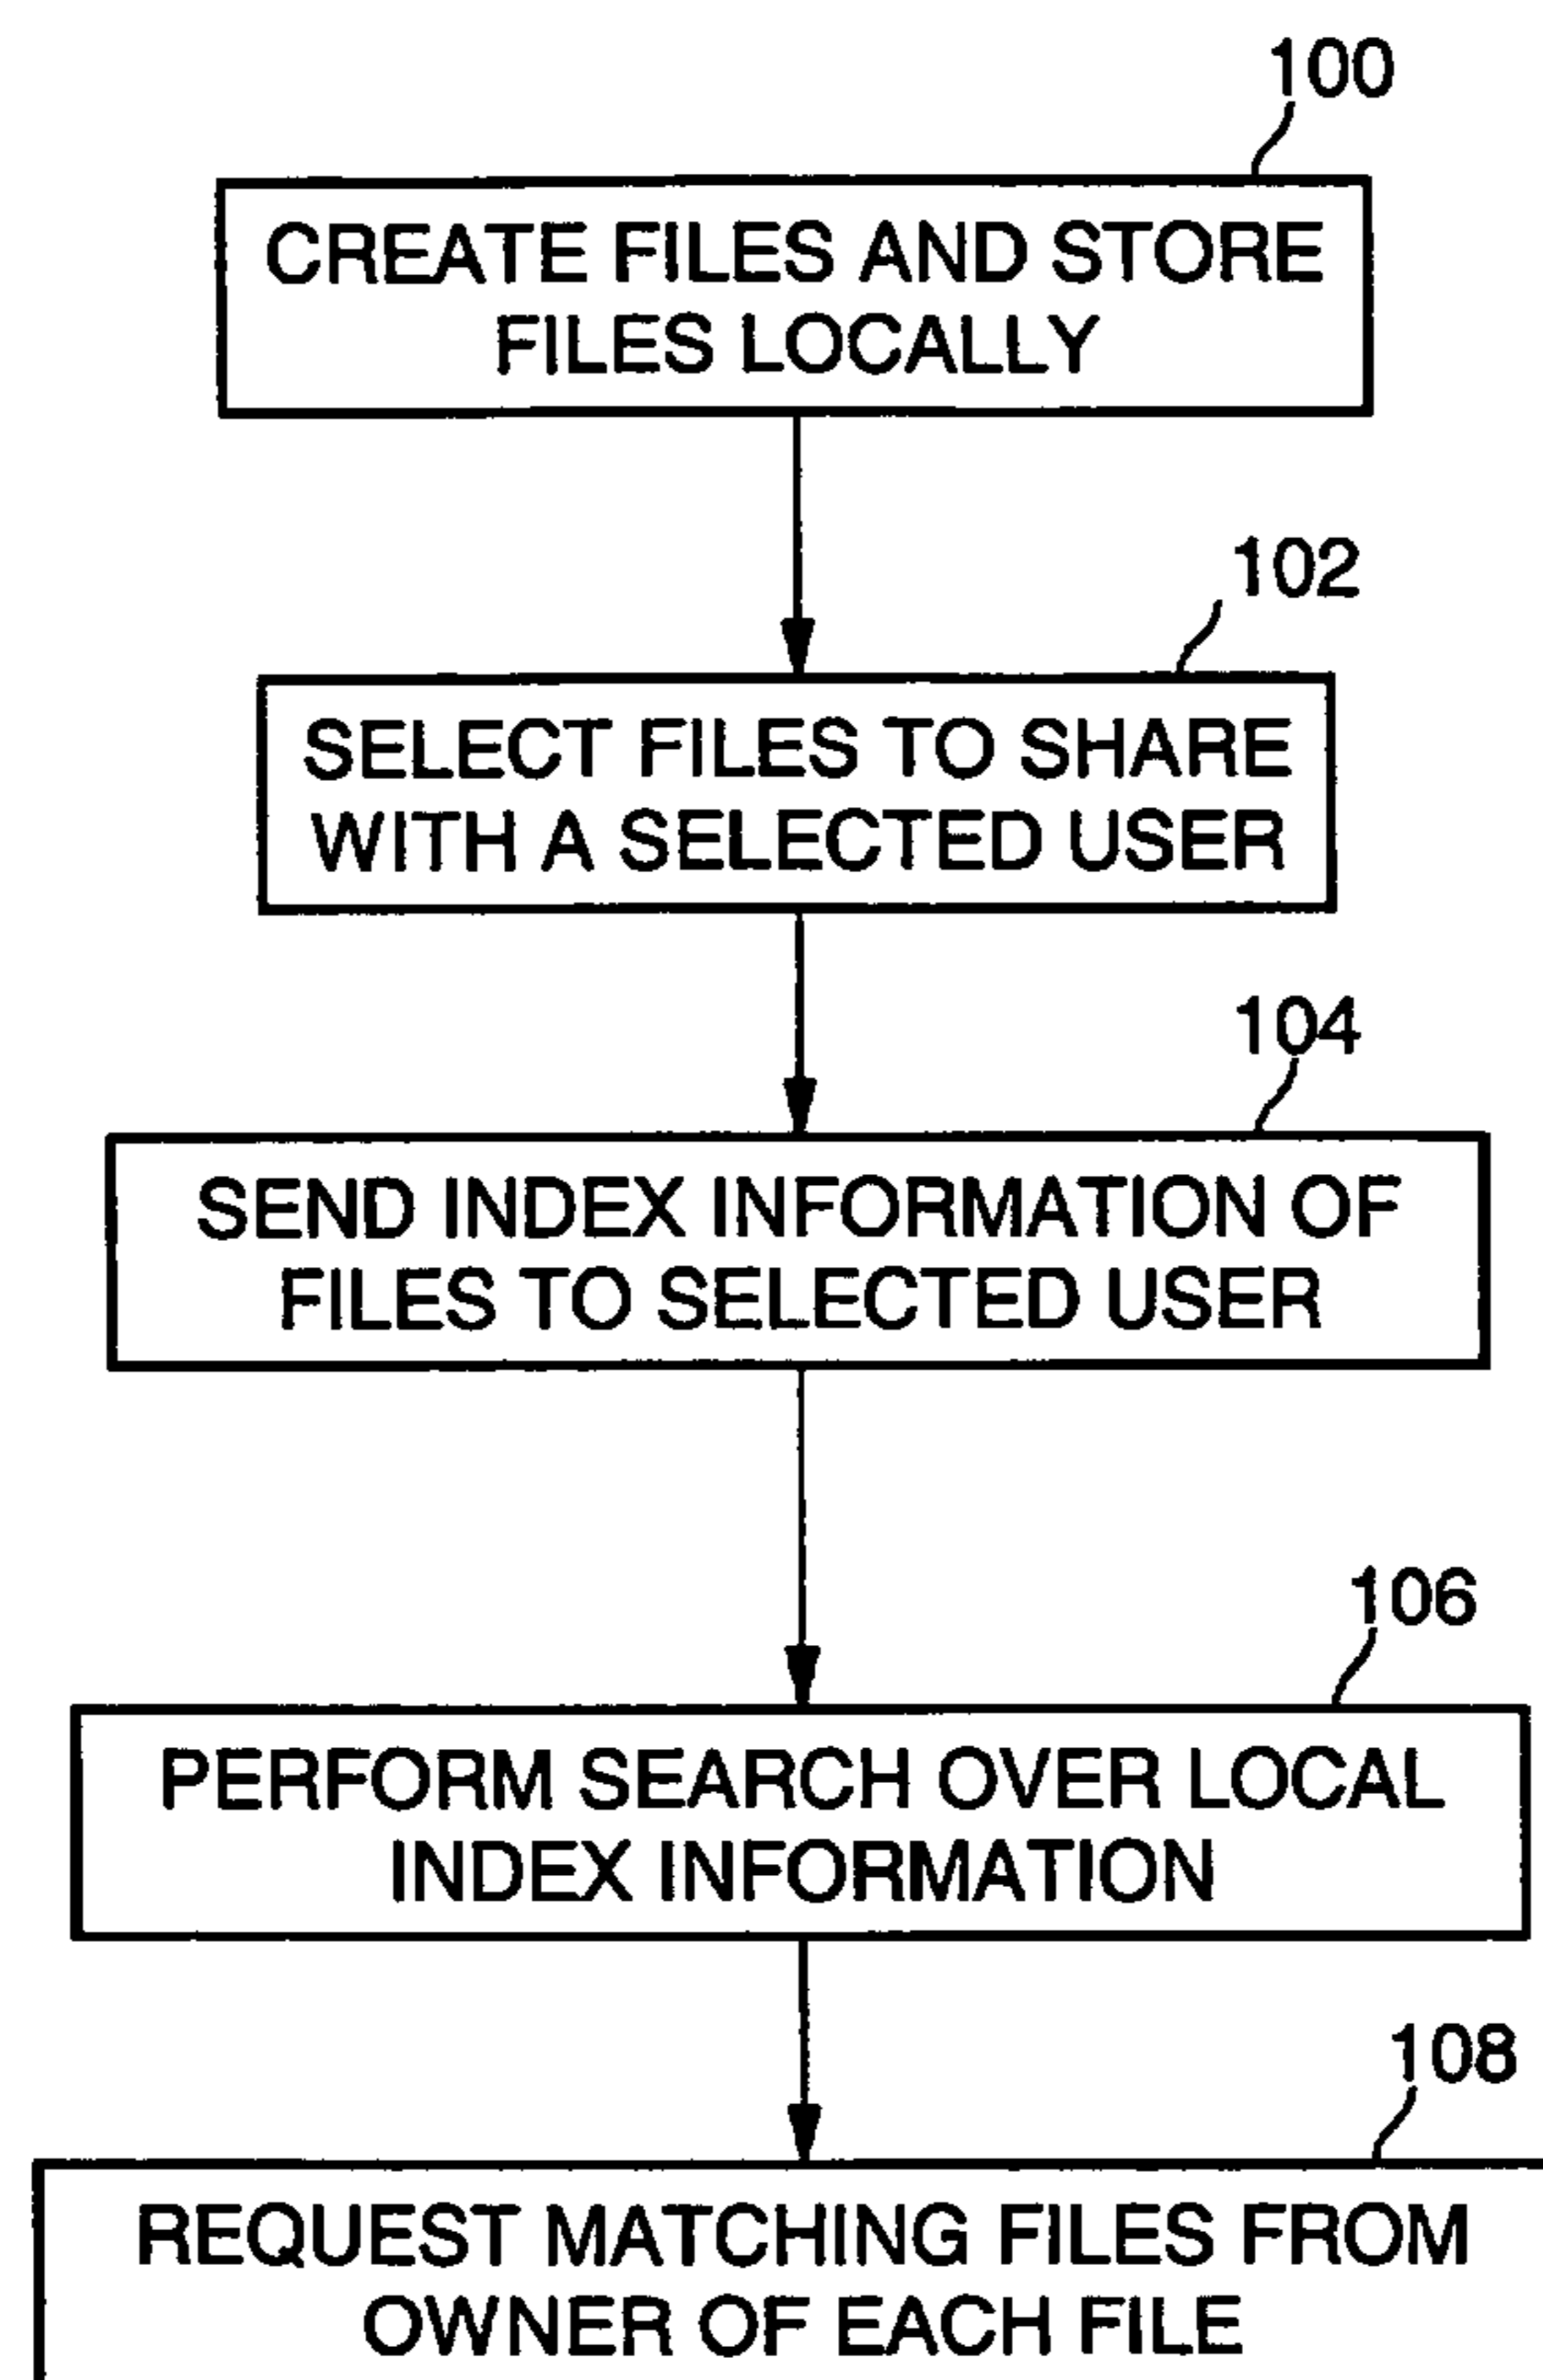 100
CREATE FILES AND STORE
FILES LOCALLY
102
SELECT FILES TO SHARE
WITH A SELECTED USER
104
SEND INDEX INFORMATION OF
FILES TO SELECTED USER
106
PERFORM SEARCH OVER LOCAL
INDEX INFORMATION
108
REQUEST MATCHING FILES FROM
OWNER OF EACH FILE